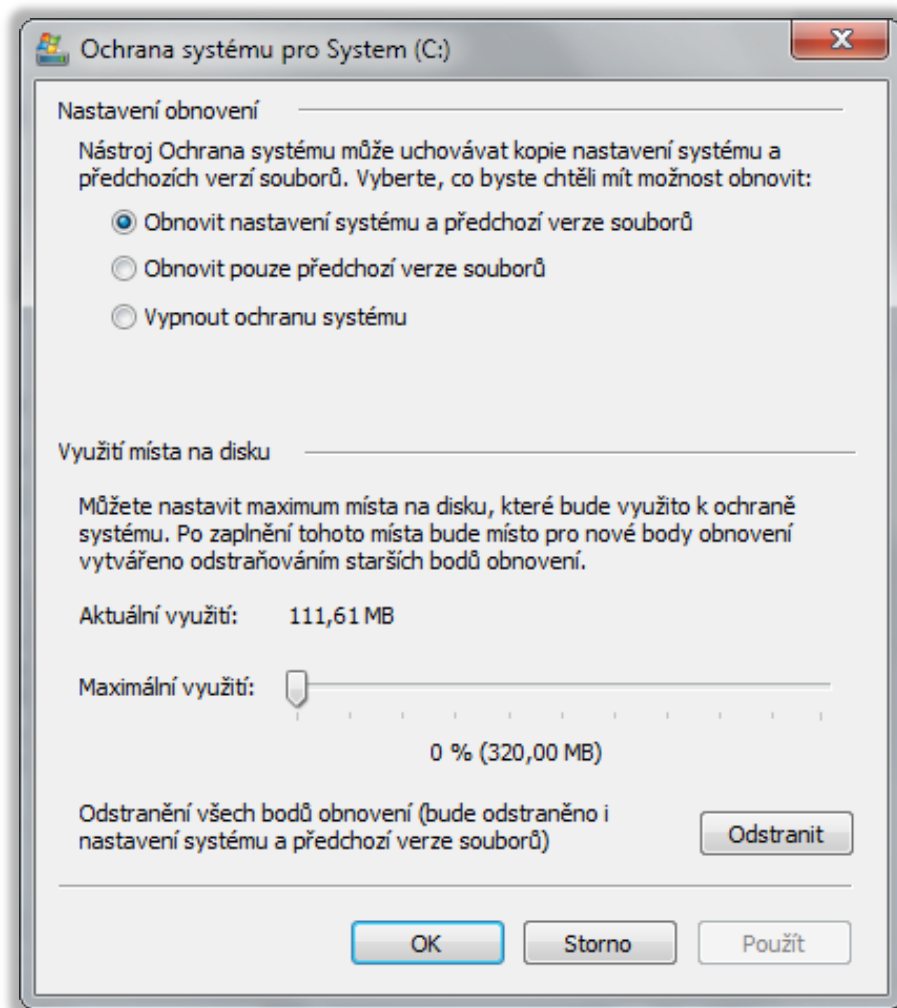 Ochrana systému pro System (C:)
Nastavení obnovení
Nástroj Ochrana systému může uchovávat kopie nastavení systému a
předchozích verzí souborů. Vyberte, co byste chtěli mít možnost obnovit:
Obnovit nastavení systému a předchozí verze souborů
Obnovit pouze předchozí verze souborů
Vypnout ochranu systému
Využití místa na disku
Můžete nastavit maximum místa na disku, které bude využito k ochraně
systému. Po zaplnění tohoto místa bude místo pro nové body obnovení
vytvářeno odstraňováním starších bodů obnovení.
Aktuální využití: 111,61 MB
Maximální využití:
0 % (320,00 MB)
Odstranění všech bodů obnovení (bude odstraněno i
nastavení systému a předchozí verze souborů)
Odstranit
OK Storno Použít